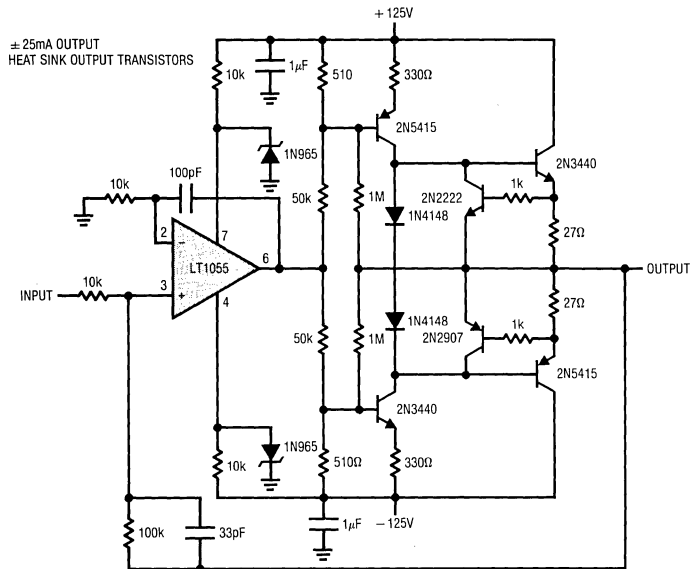 +125V
± 25mA OUTPUT
HEAT SINK OUTPUT TRANSISTORS
10k
1µF
510
330Ω
2N5415
1N965
2N3440
100pF
10k
50k
1M
2N2222
1k
1N4148
27Ω
2
7
LT1055
6
3
4
−
+
10k
INPUT
OUTPUT
50k
1M
1N4148
2N2907
1k
27Ω
2N5415
2N3440
1N965
10k
510Ω
330Ω
100k
33pF
1µF
−125V